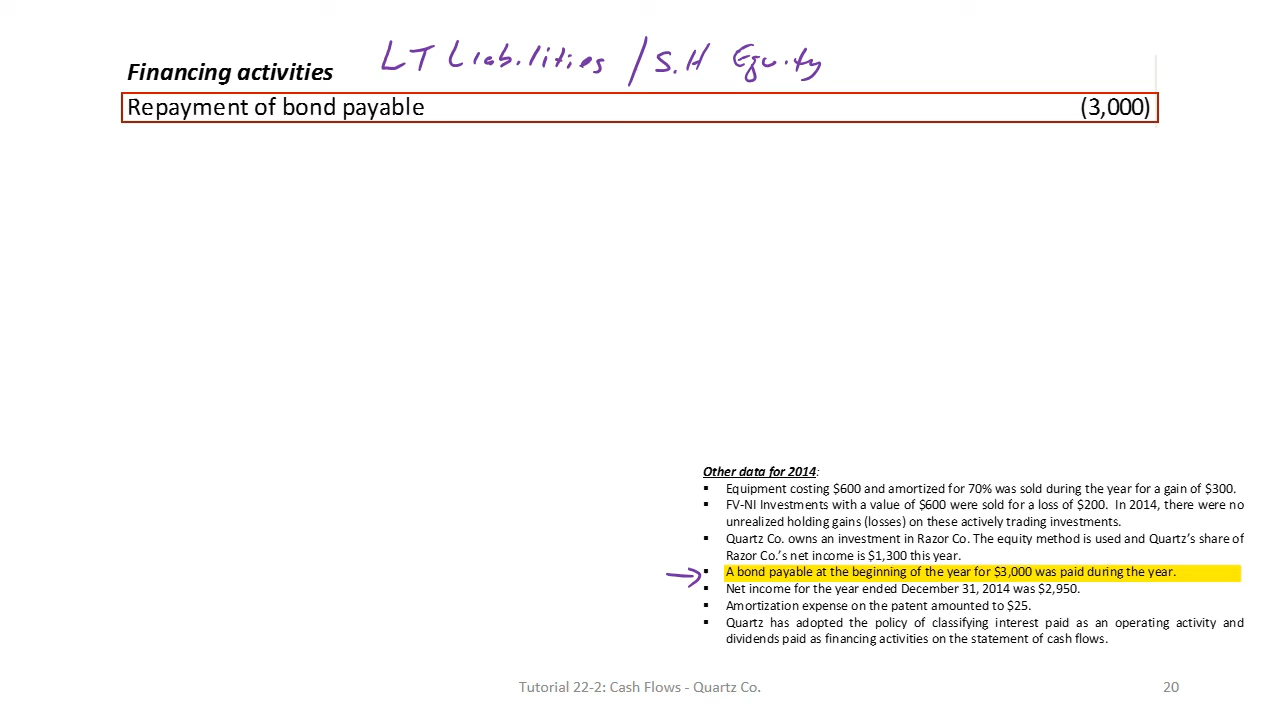 Financing activities LT Liabilities / S.H Equity
Repayment of bond payable (3,000)
Other data for 2014:
▪ Equipment costing $600 and amortized for 70% was sold during the year for a gain of $300.
▪ FV-NI Investments with a value of $600 were sold for a loss of $200. In 2014, there were no
unrealized holding gains (losses) on these actively trading investments.
▪ Quartz Co. owns an investment in Razor Co. The equity method is used and Quartz's share of
Razor Co.'s net income is $1,300 this year.
▪ A bond payable at the beginning of the year for $3,000 was paid during the year.
▪ Net income for the year ended December 31, 2014 was $2,950.
▪ Amortization expense on the patent amounted to $25.
▪ Quartz has adopted the policy of classifying interest paid as an operating activity and
dividends paid as financing activities on the statement of cash flows.
Tutorial 22-2: Cash Flows - Quartz Co. 20